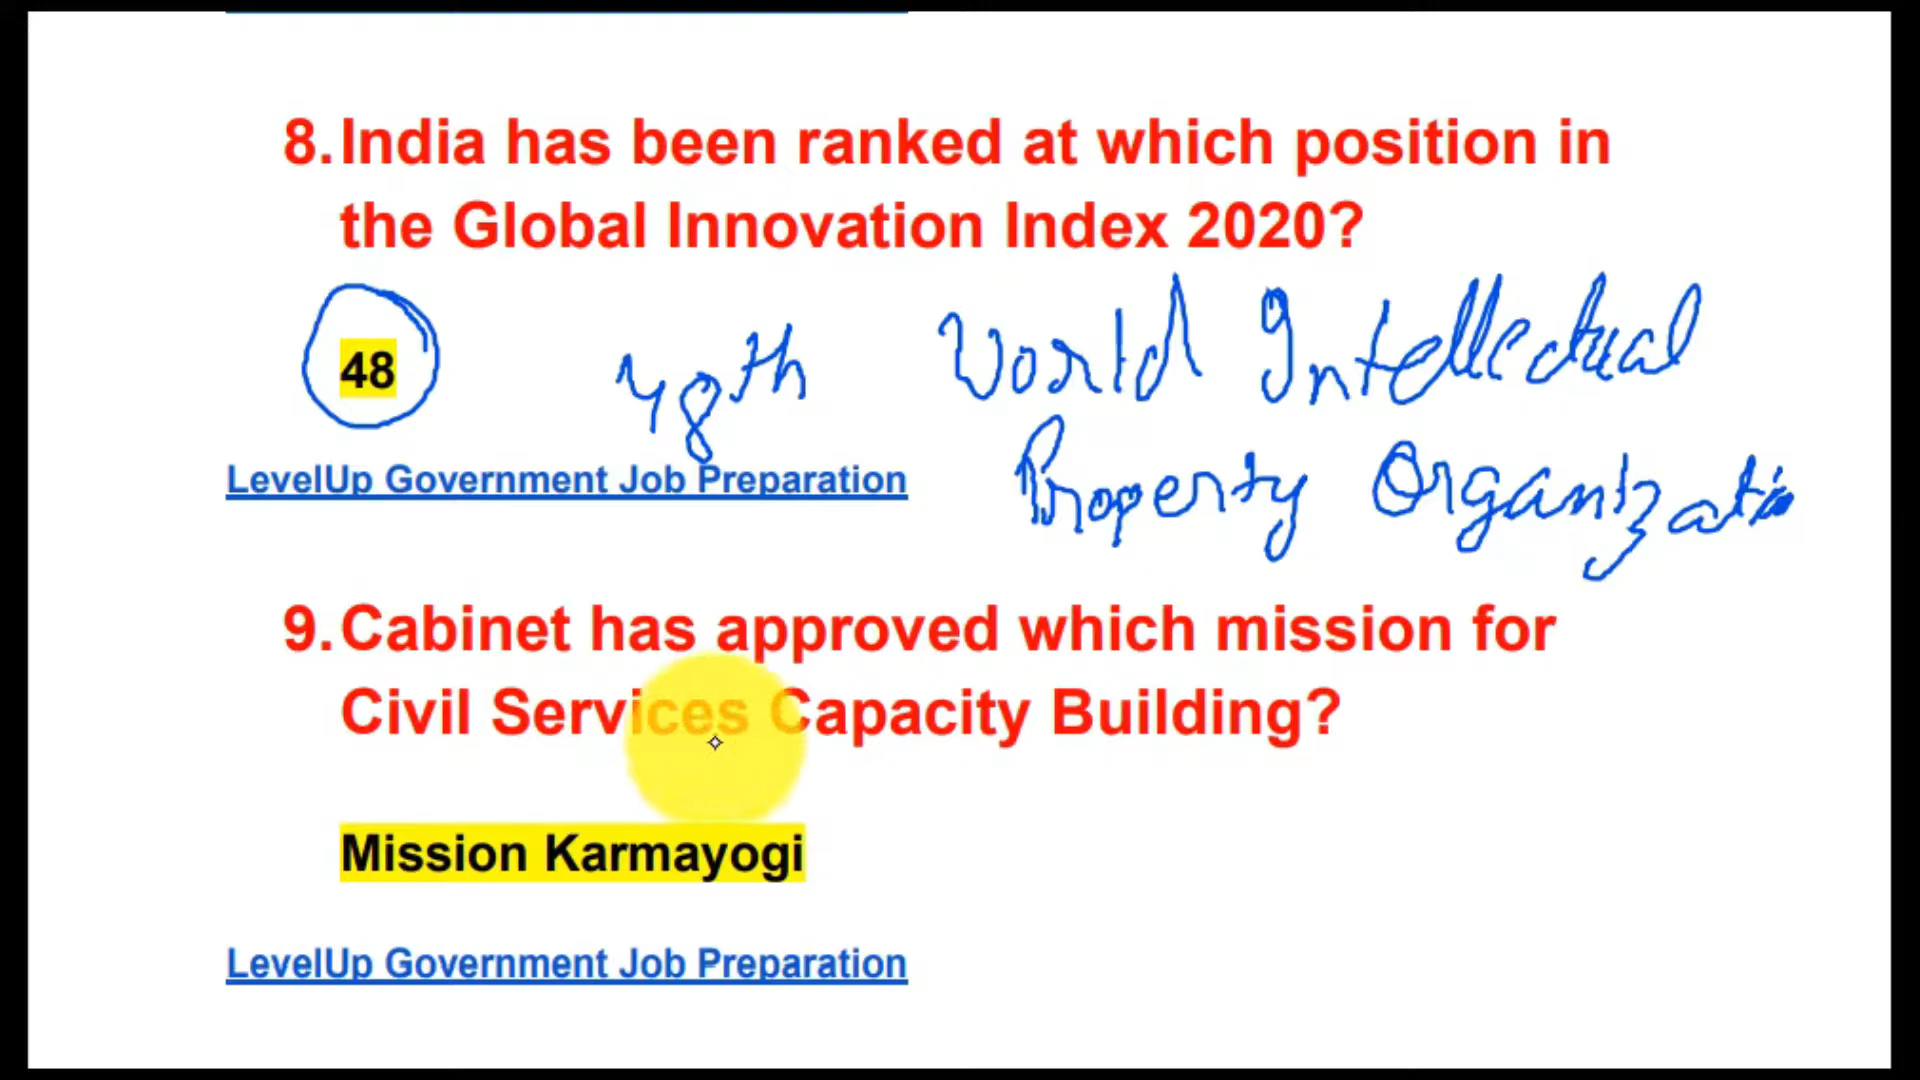 8. India has been ranked at which position in
the Global Innovation Index 2020?
48
48th
World Intellectual
Property Organizatio
LevelUp Government Job Preparation
9. Cabinet has approved which mission for
Civil Services Capacity Building?
Mission Karmayogi
LevelUp Government Job Preparation